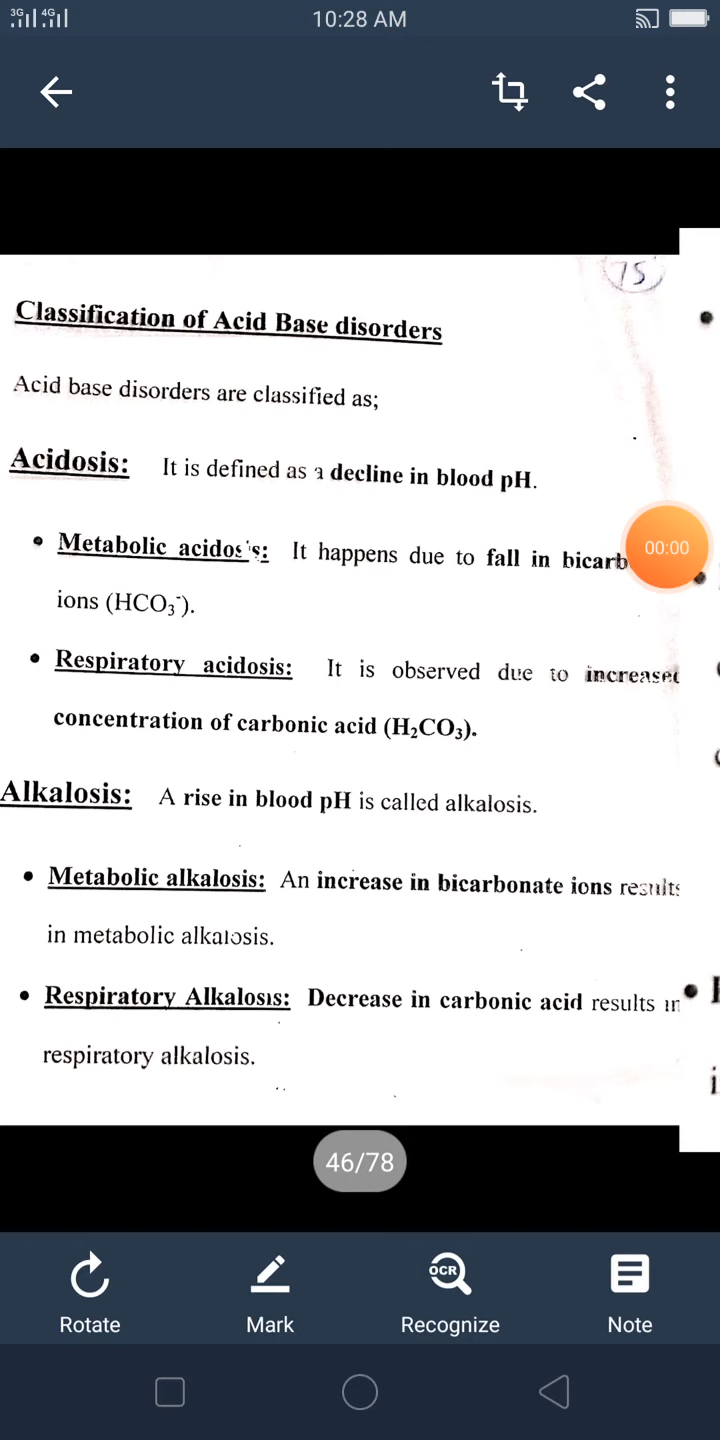 3G 4G 10:28 AM
75
Classification of Acid Base disorders
Acid base disorders are classified as;
Acidosis: It is defined as a decline in blood pH.
Metabolic acidosis: It happens due to fall in bicarb
00:00
ions (HCO₃⁻).
Respiratory acidosis: It is observed due to increased
concentration of carbonic acid (H₂CO₃).
Alkalosis: A rise in blood pH is called alkalosis.
Metabolic alkalosis: An increase in bicarbonate ions results
in metabolic alkalosis.
Respiratory Alkalosis: Decrease in carbonic acid results in
respiratory alkalosis.
46/78
OCR
Rotate Mark Recognize Note